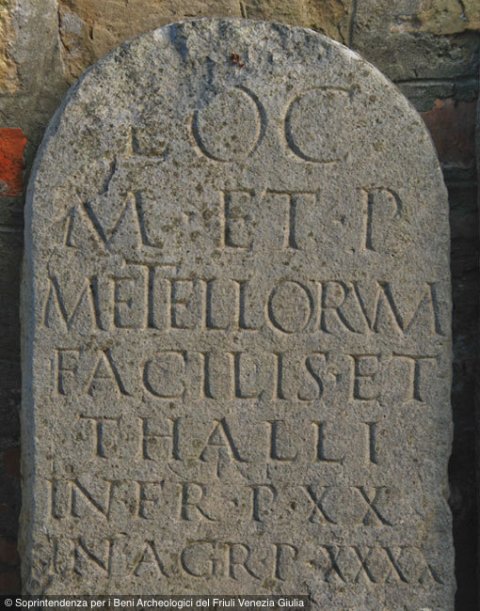 LOC
M · ET · P
METELLORVM
FACILIS · ET
THALLI
IN · FR · P · XX
IN AGR · P · XXXX
© Soprintendenza per i Beni Archeologici del Friuli Venezia Giulia